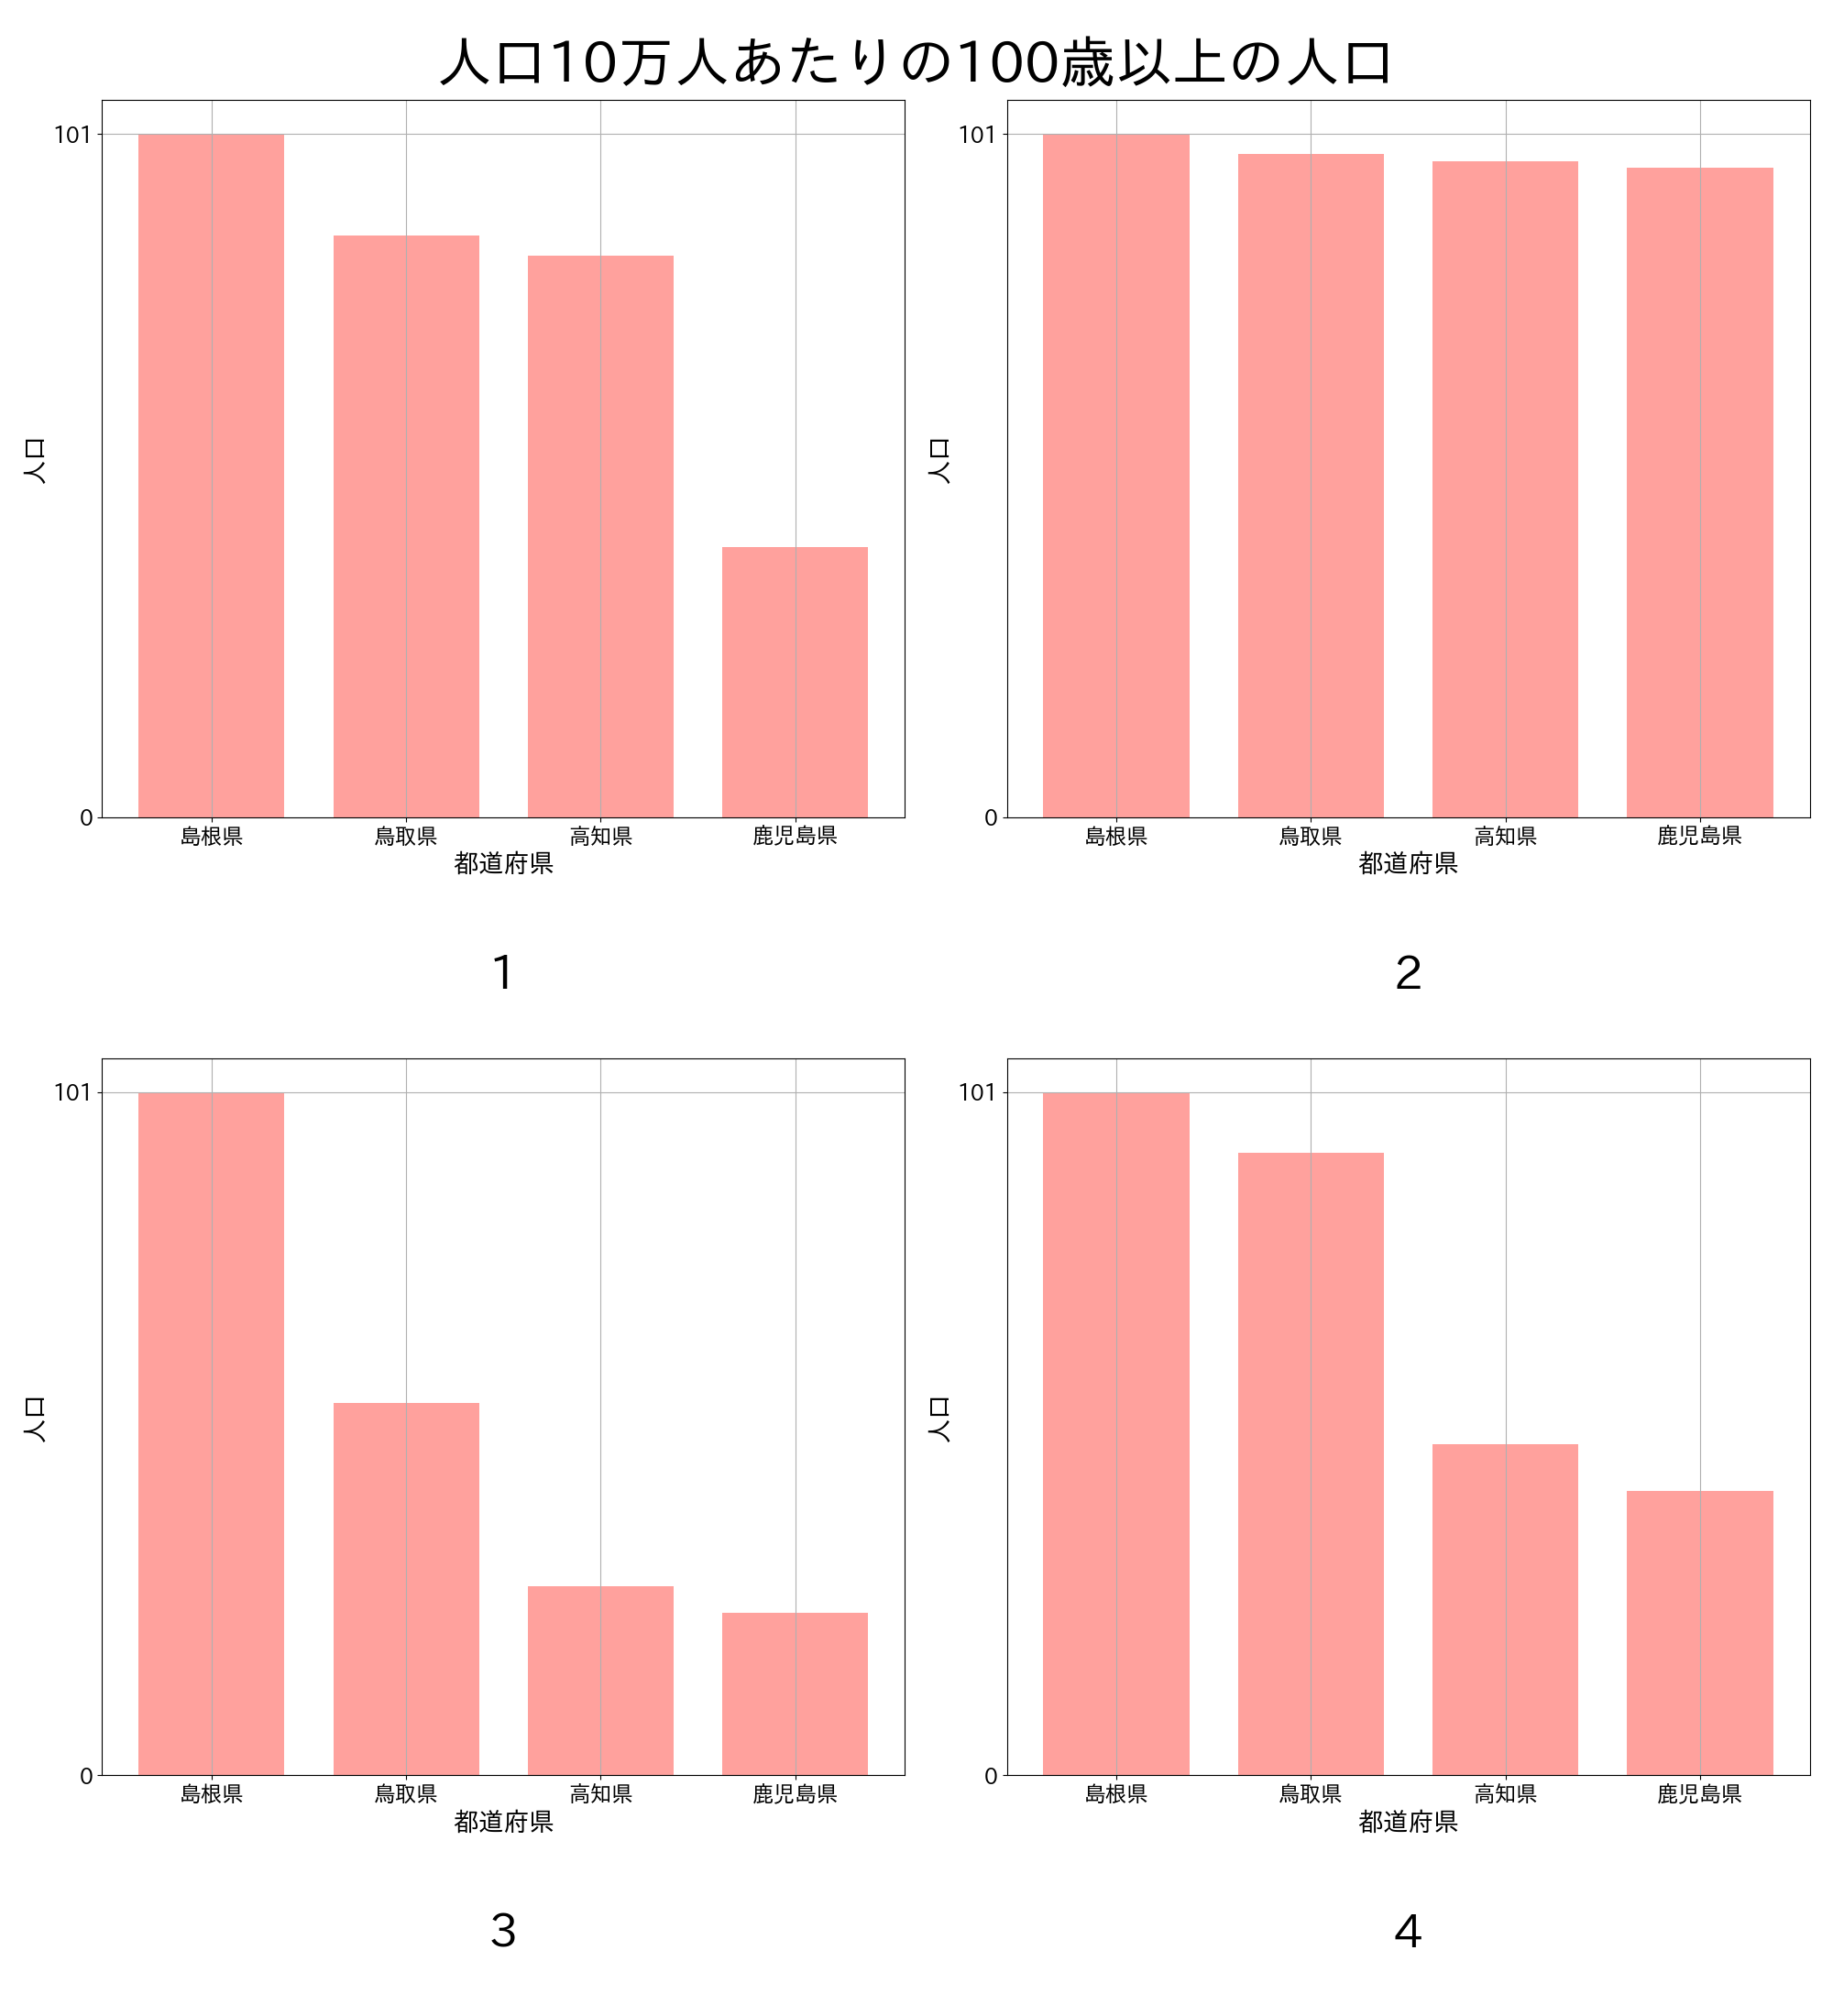 人口10万人あたりの100歳以上の人口
101
0
人口
島根県 鳥取県 高知県 鹿児島県
都道府県
1
101
0
人口
島根県 鳥取県 高知県 鹿児島県
都道府県
2
101
0
人口
島根県 鳥取県 高知県 鹿児島県
都道府県
3
101
0
人口
島根県 鳥取県 高知県 鹿児島県
都道府県
4